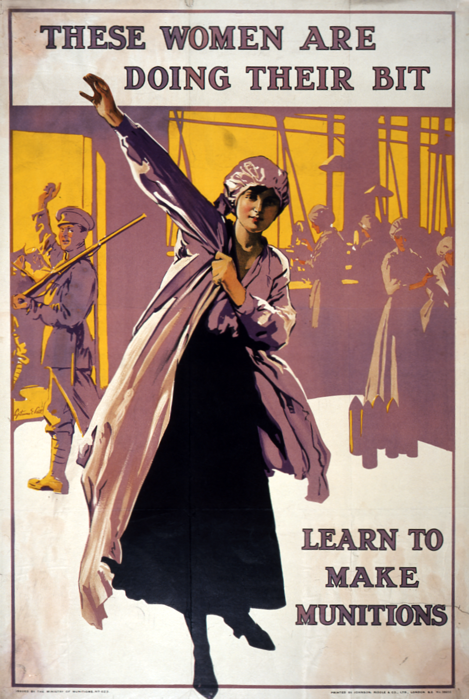 THESE WOMEN ARE
DOING THEIR BIT
LEARN TO
MAKE
MUNITIONS